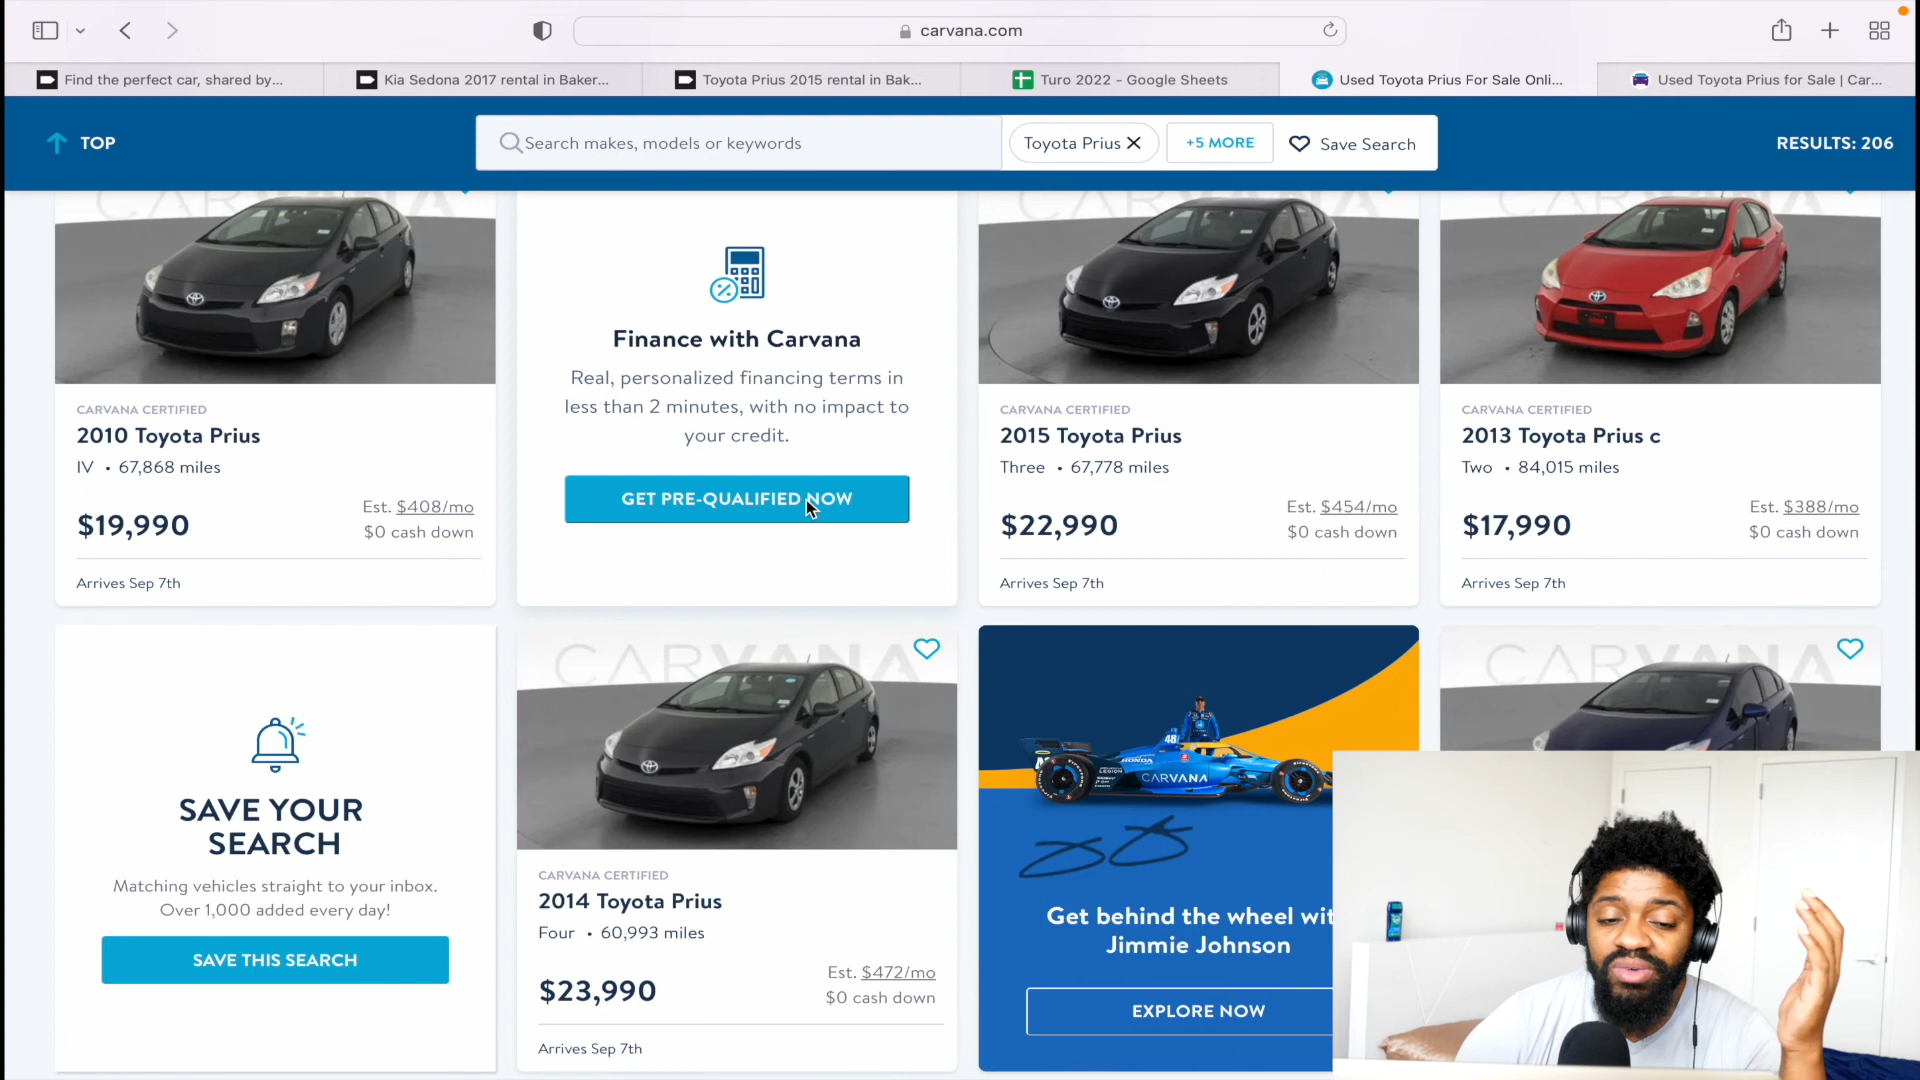 carvana.com
Find the perfect car, shared by...
Kia Sedona 2017 rental in Baker...
Toyota Prius 2015 rental in Bak...
Turo 2022 – Google Sheets
Used Toyota Prius For Sale Onli...
Used Toyota Prius for Sale | Car...
TOP
Search makes, models or keywords
Toyota Prius
+5 MORE
Save Search
RESULTS: 206
CARVANA CERTIFIED
2010 Toyota Prius
IV • 67,868 miles
$19,990
Est. $408/mo
$0 cash down
Arrives Sep 7th
Finance with Carvana
Real, personalized financing terms in
less than 2 minutes, with no impact to
your credit.
GET PRE-QUALIFIED NOW
CARVANA CERTIFIED
2015 Toyota Prius
Three • 67,778 miles
$22,990
Est. $454/mo
$0 cash down
Arrives Sep 7th
CARVANA CERTIFIED
2013 Toyota Prius c
Two • 84,015 miles
$17,990
Est. $388/mo
$0 cash down
Arrives Sep 7th
SAVE YOUR
SEARCH
Matching vehicles straight to your inbox.
Over 1,000 added every day!
SAVE THIS SEARCH
CARVANA
CARVANA CERTIFIED
2014 Toyota Prius
Four • 60,993 miles
$23,990
Est. $472/mo
$0 cash down
Arrives Sep 7th
48
HONDA
CARVANA
Get behind the wheel wit
Jimmie Johnson
EXPLORE NOW
CARVANA